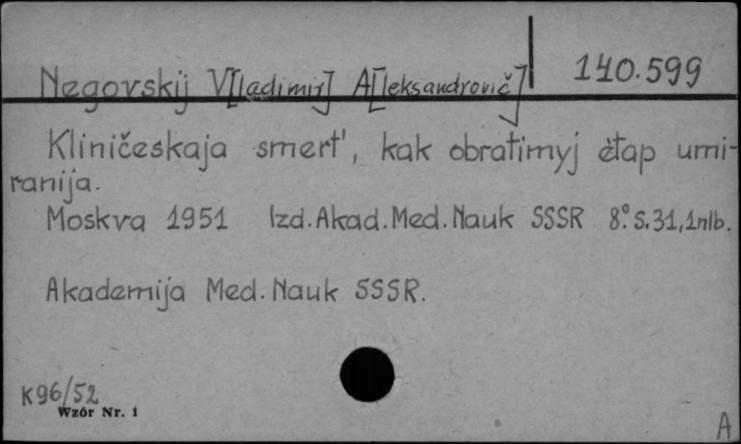 Negovskij V[ladimir] A[leksandrovič] 140.599
Kliničeskaja smert', kak obratimyj ėtap umi-
ranija.
Moskva 1951 Izd. Akad. Med. Nauk SSSR 8° s. 31, 1nlb.
Akademija Med. Nauk SSSR.
K96/52
Wzór Nr. 1
A